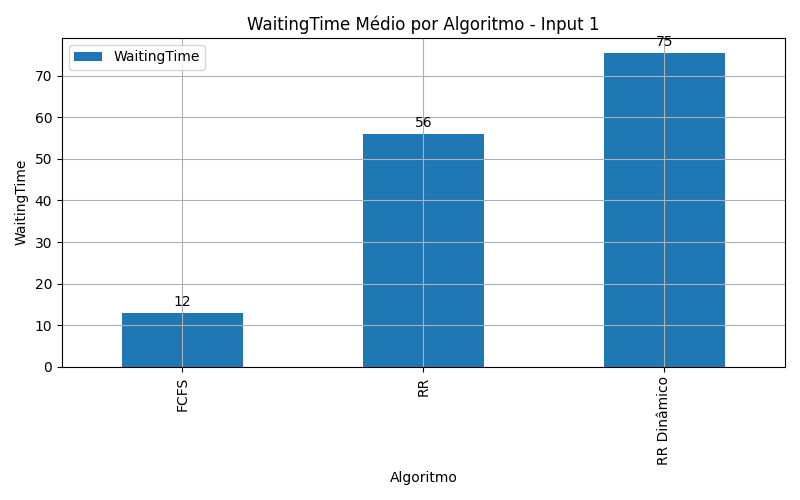 WaitingTime Médio por Algoritmo - Input 1
WaitingTime
75
56
12
70
60
50
40
30
20
10
0
WaitingTime
FCFS
RR
RR Dinâmico
Algoritmo